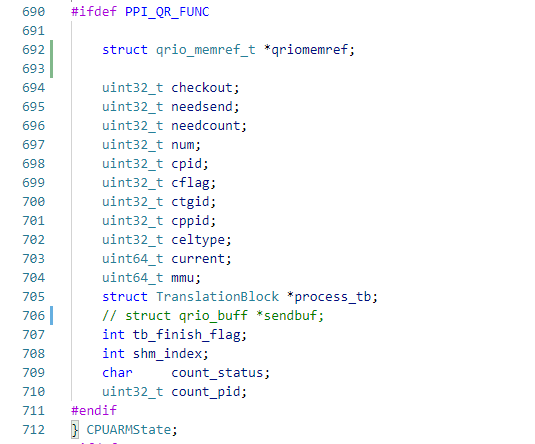 690 #ifdef PPI_QR_FUNC
691
692 struct qrio_memref_t *qriomemref;
693
694 uint32_t checkout;
695 uint32_t needsend;
696 uint32_t needcount;
697 uint32_t num;
698 uint32_t cpid;
699 uint32_t cflag;
700 uint32_t ctgid;
701 uint32_t cppid;
702 uint32_t celtype;
703 uint64_t current;
704 uint64_t mmu;
705 struct TranslationBlock *process_tb;
706 // struct qrio_buff *sendbuf;
707 int tb_finish_flag;
708 int shm_index;
709 char     count_status;
710 uint32_t count_pid;
711 #endif
712 } CPUARMState;